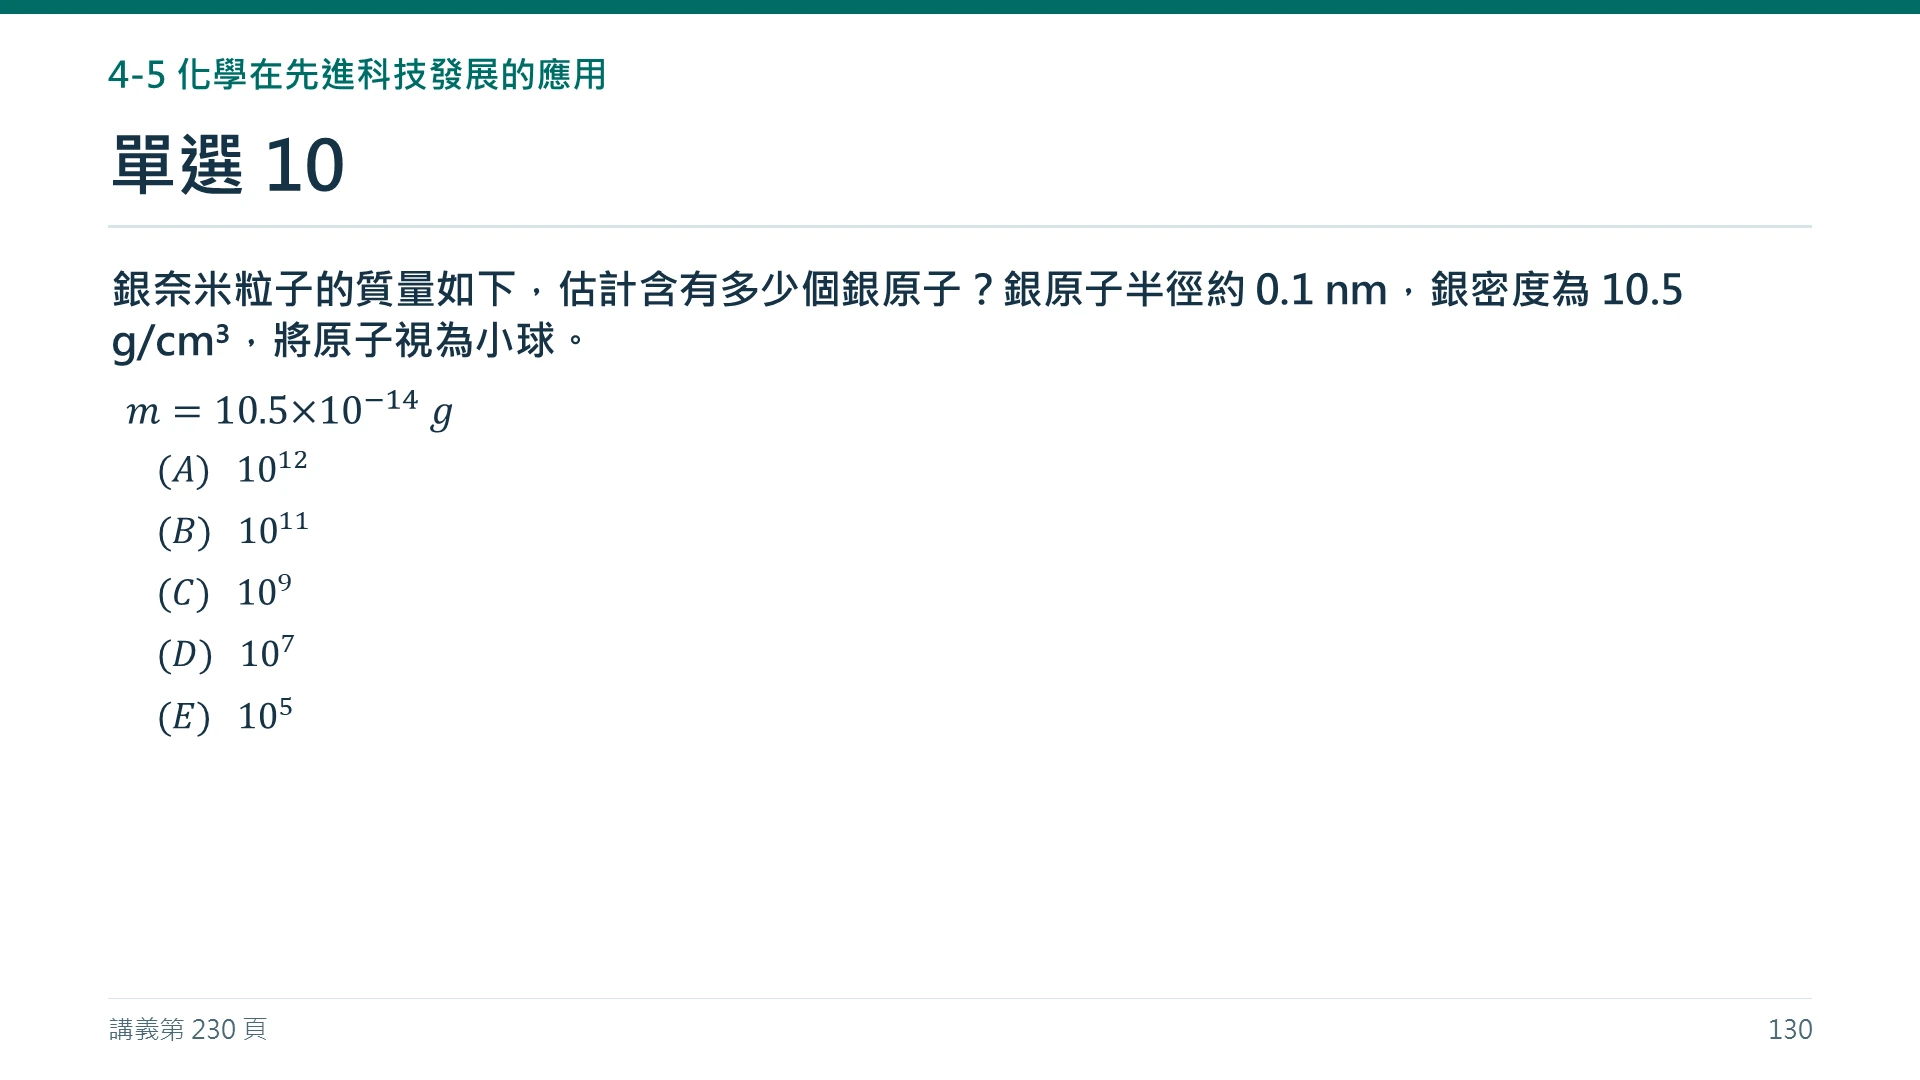 4-5 化學在先進科技發展的應用
單選 10
銀奈米粒子的質量如下，估計含有多少個銀原子？銀原子半徑約 0.1 nm，銀密度為 10.5
g/cm³，將原子視為小球。
m = 10.5×10⁻¹⁴ g
(A) 10¹²
(B) 10¹¹
(C) 10⁹
(D) 10⁷
(E) 10⁵
講義第 230 頁
130